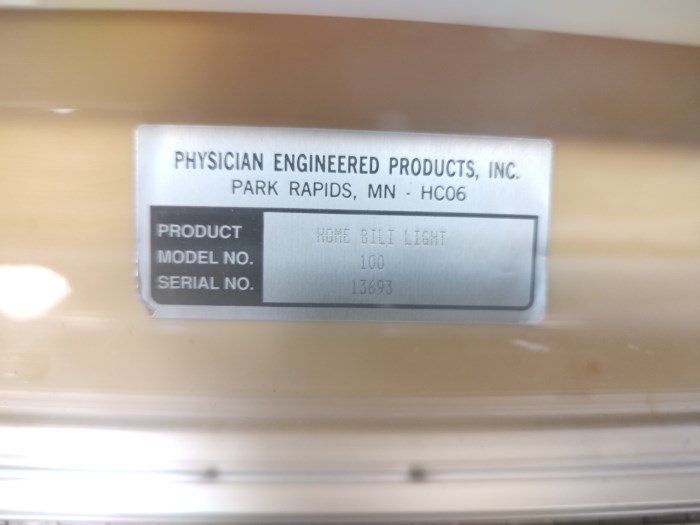 PHYSICIAN ENGINEERED PRODUCTS, INC.
PARK RAPIDS, MN - HC06
PRODUCT HOME BILI LIGHT
MODEL NO. 100
SERIAL NO. 13693